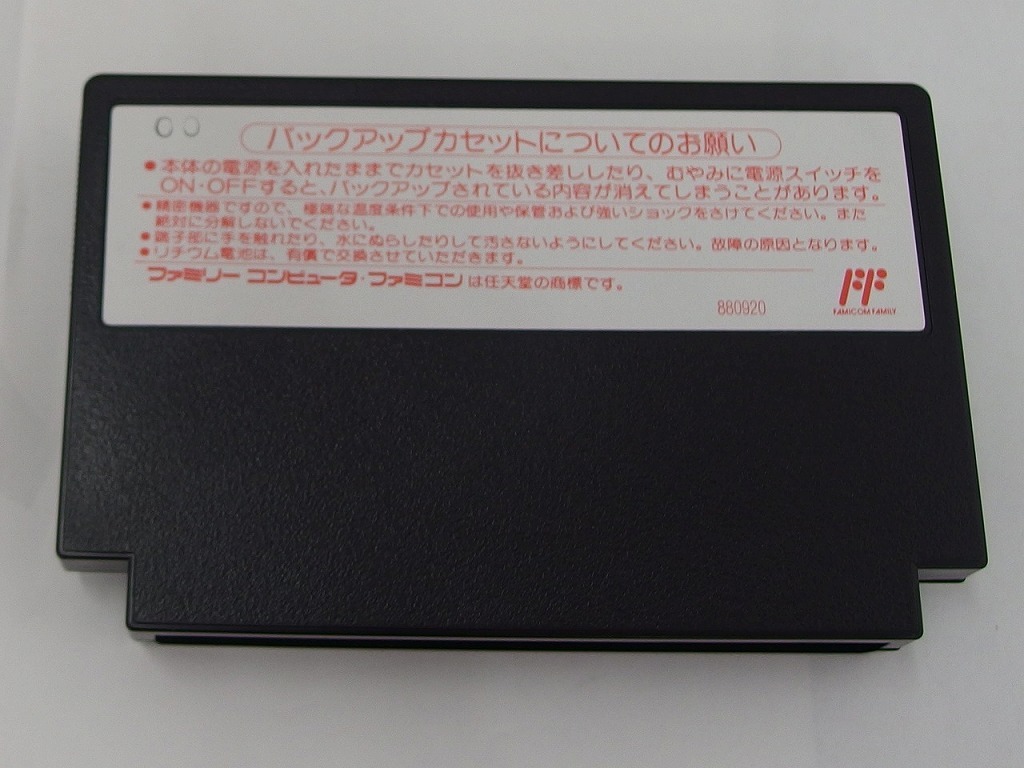 00
バックアップカセットについてのお願い
●本体の電源を入れたままでカセットを抜き差ししたり、むやみに電源スイッチを
ON・OFFすると、バックアップされている内容が消えてしまうことがあります。
●精密機器ですので、極端な温度条件下での使用や保管および強いショックをさけてください。また
絶対に分解しないでください。
●端子部に手を触れたり、水にぬらしたりして汚さないようにしてください。故障の原因となります。
●リチウム電池は、有償で交換させていただきます。
ファミリーコンピュータ・ファミコンは任天堂の商標です。
880920
FF
FAMICOM FAMILY